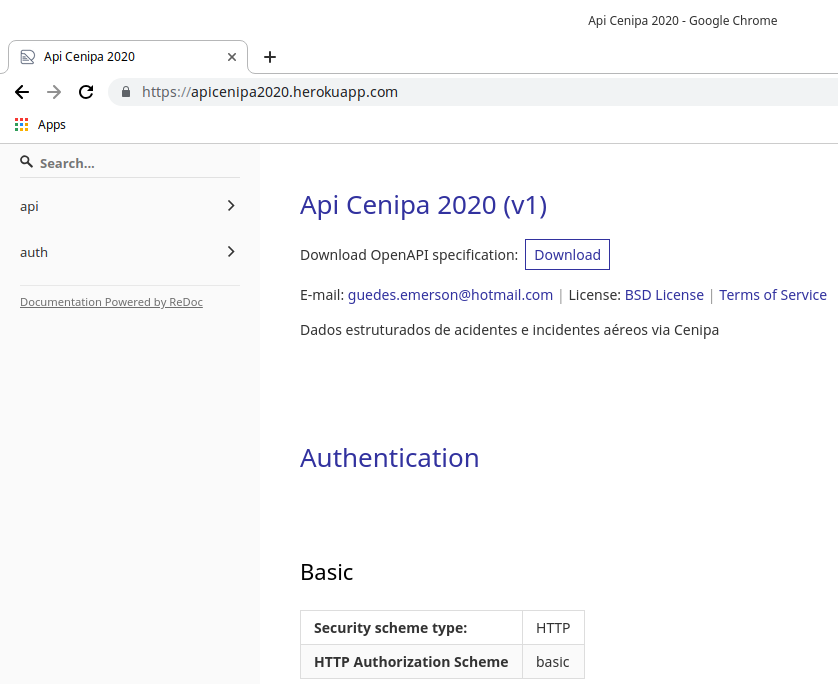 Api Cenipa 2020 - Google Chrome
Api Cenipa 2020
https://apicenipa2020.herokuapp.com
Apps
Search...
api
auth
Documentation Powered by ReDoc
Api Cenipa 2020 (v1)
Download OpenAPI specification: Download
E-mail: guedes.emerson@hotmail.com | License: BSD License | Terms of Service
Dados estruturados de acidentes e incidentes aéreos via Cenipa
Authentication
Basic
Security scheme type: HTTP
HTTP Authorization Scheme basic